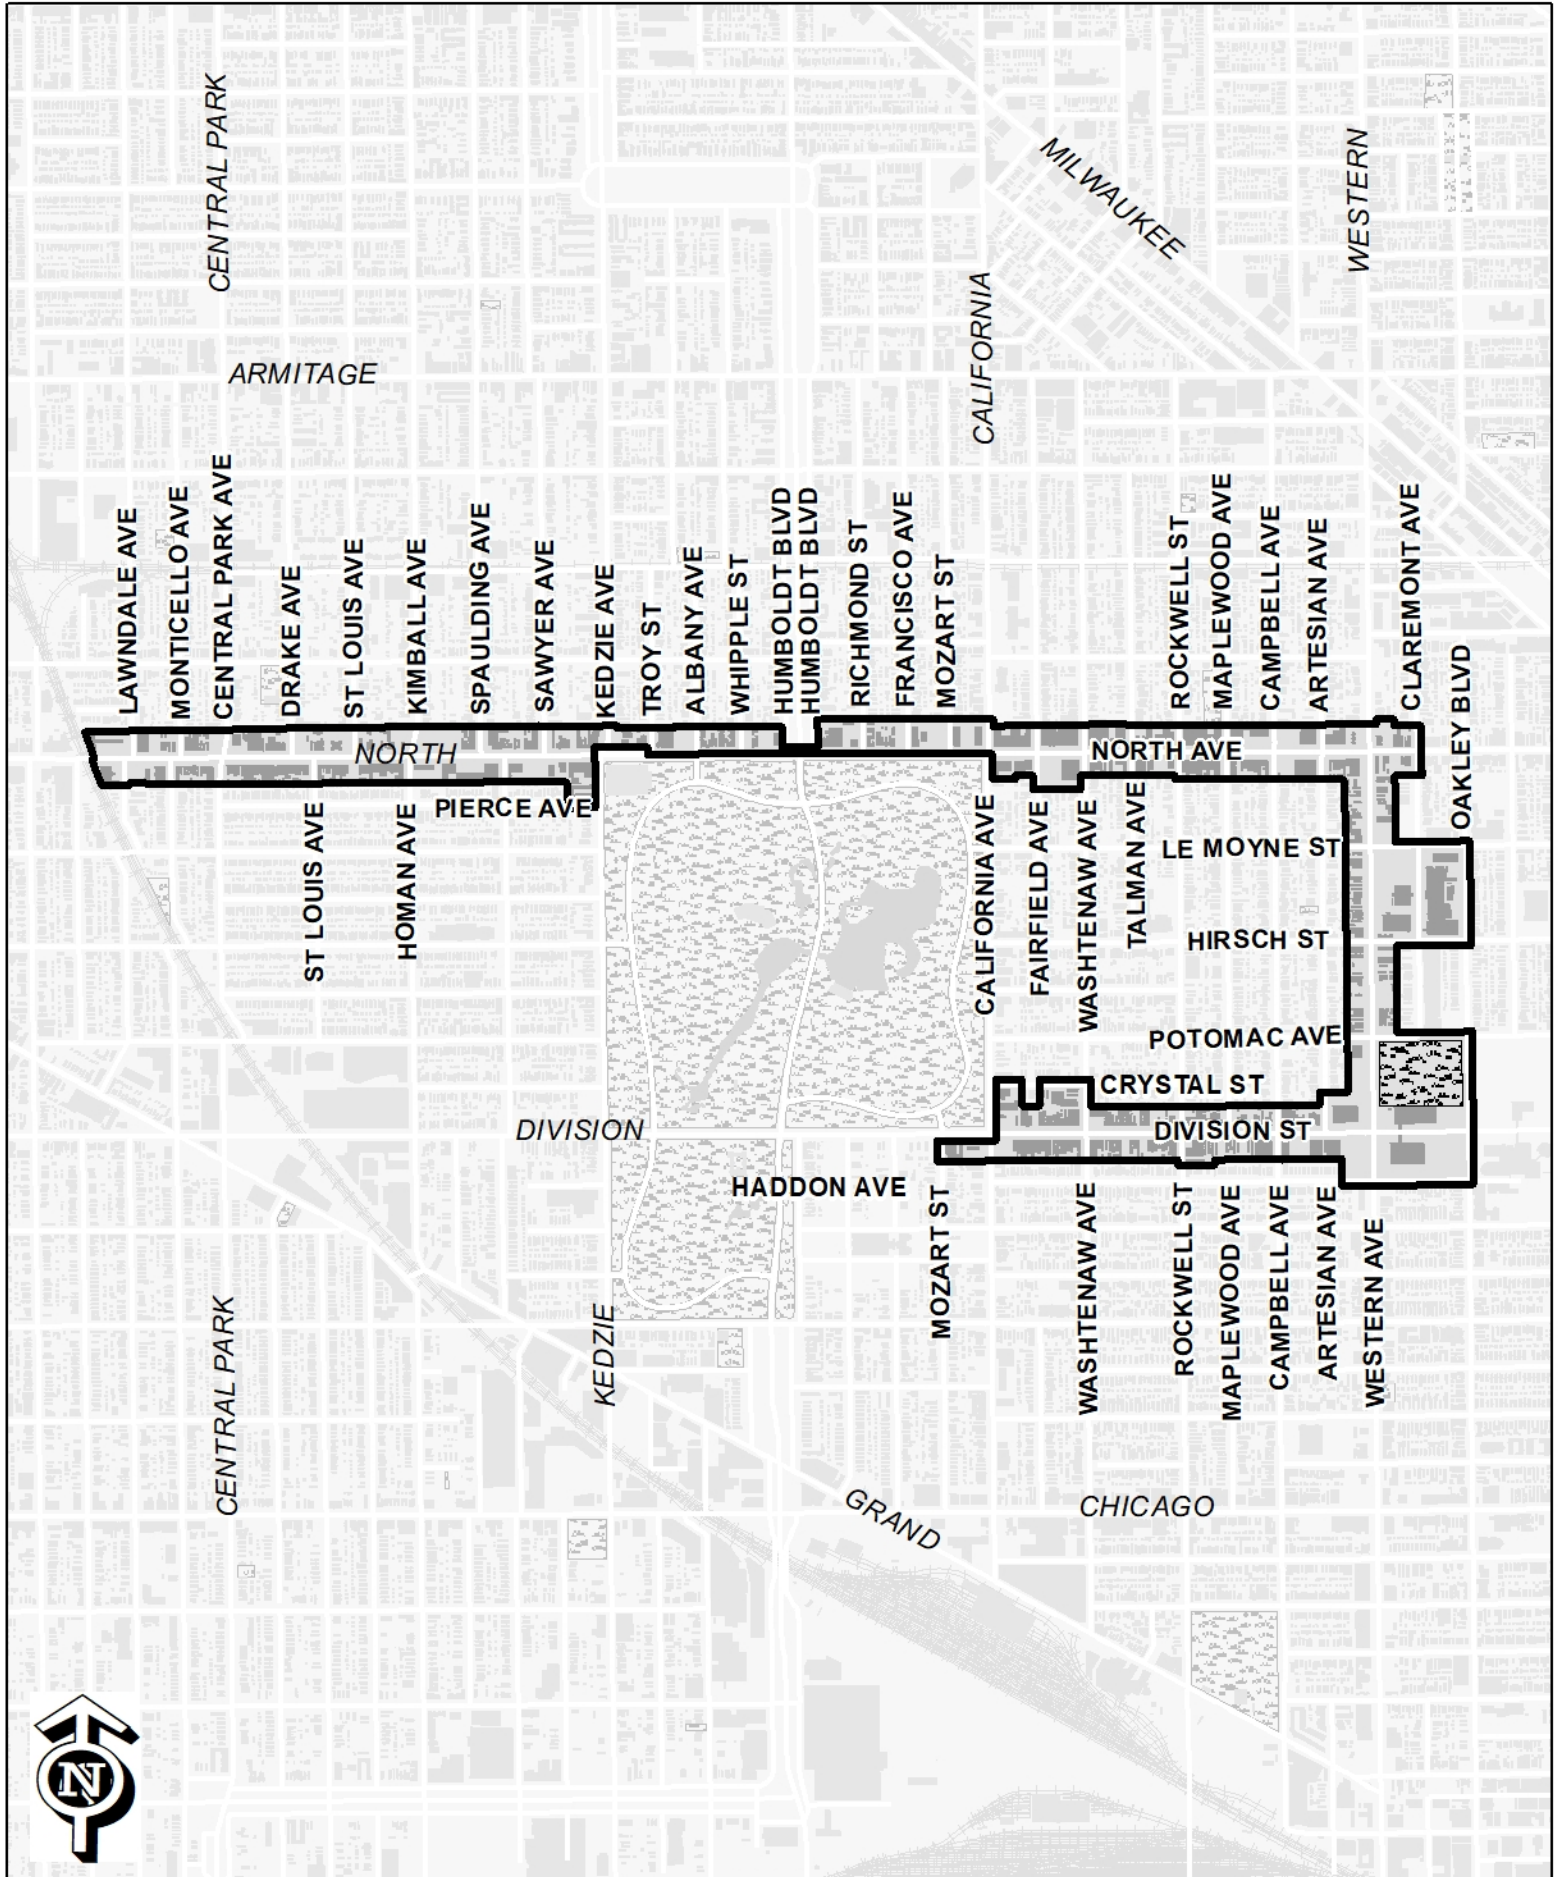 CENTRAL PARK
MILWAUKEE
WESTERN
CALIFORNIA
ARMITAGE
LAWNDALE AVE
MONTICELLO AVE
CENTRAL PARK AVE
DRAKE AVE
ST LOUIS AVE
KIMBALL AVE
SPAULDING AVE
SAWYER AVE
KEDZIE AVE
TROY ST
ALBANY AVE
WHIPPLE ST
HUMBOLDT BLVD
HUMBOLDT BLVD
RICHMOND ST
FRANCISCO AVE
MOZART ST
ROCKWELL ST
MAPLEWOOD AVE
CAMPBELL AVE
ARTESIAN AVE
CLAREMONT AVE
OAKLEY BLVD
NORTH
NORTH AVE
PIERCE AVE
ST LOUIS AVE
HOMAN AVE
CALIFORNIA AVE
FAIRFIELD AVE
WASHTENAW AVE
TALMAN AVE
LE MOYNE ST
HIRSCH ST
POTOMAC AVE
CRYSTAL ST
DIVISION
DIVISION ST
HADDON AVE
MOZART ST
WASHTENAW AVE
ROCKWELL ST
MAPLEWOOD AVE
CAMPBELL AVE
ARTESIAN AVE
WESTERN AVE
CENTRAL PARK
KEDZIE
GRAND
CHICAGO
N